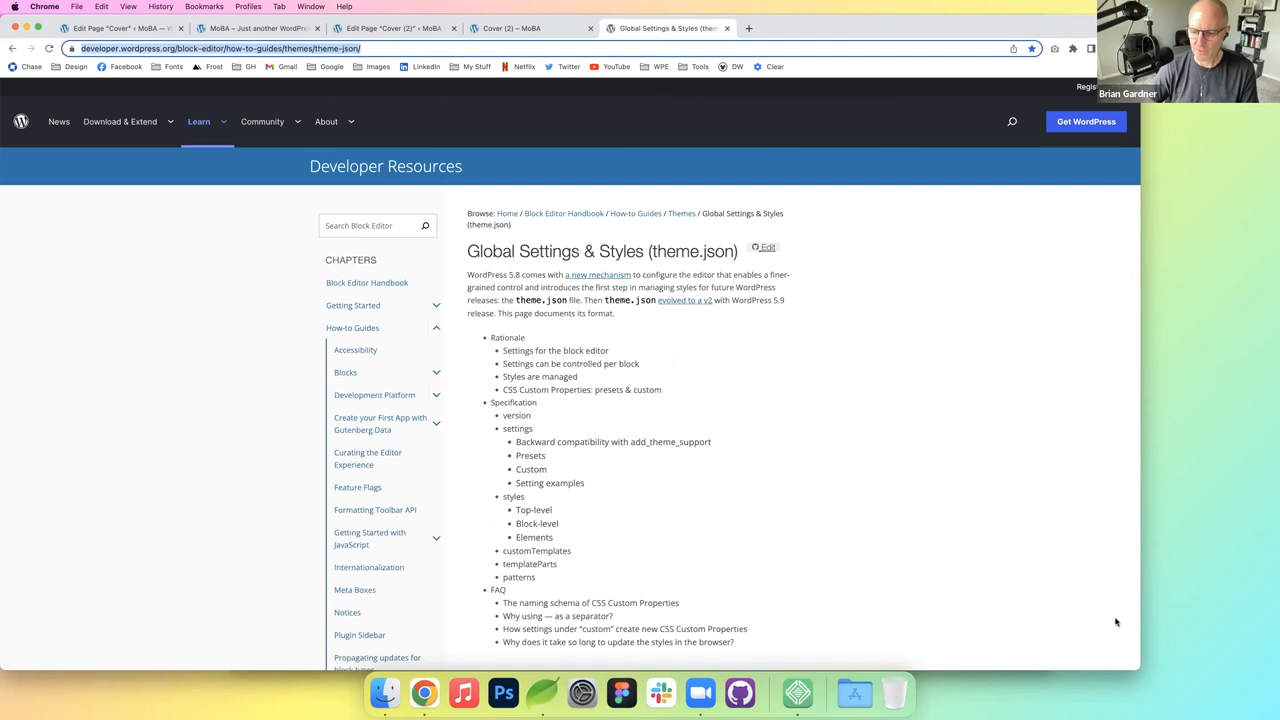 Chrome File Edit View History Bookmarks Profiles Tab Window Help
Edit Page “Cover” ‹ MoBA — W
MoBA – Just another WordPres
Edit Page “Cover (2)” ‹ MoBA
Cover (2) – MoBA
Global Settings & Styles (them
developer.wordpress.org/block-editor/how-to-guides/themes/theme-json/
Chase Design Facebook Fonts Frost GH Gmail Google Images LinkedIn My Stuff Netflix Twitter YouTube WPE Tools DW Clear
Brian Gardner
Regis
News Download & Extend Learn Community About Get WordPress
Developer Resources
Search Block Editor
CHAPTERS
Block Editor Handbook
Getting Started
How-to Guides
Accessibility
Blocks
Development Platform
Create your First App with
Gutenberg Data
Curating the Editor
Experience
Feature Flags
Formatting Toolbar API
Getting Started with
JavaScript
Internationalization
Meta Boxes
Notices
Plugin Sidebar
Propagating updates for
block types
Browse: Home / Block Editor Handbook / How-to Guides / Themes / Global Settings & Styles
(theme.json)
Global Settings & Styles (theme.json) Edit
WordPress 5.8 comes with a new mechanism to configure the editor that enables a finer-
grained control and introduces the first step in managing styles for future WordPress
releases: the theme.json file. Then theme.json evolved to a v2 with WordPress 5.9
release. This page documents its format.
• Rationale
• Settings for the block editor
• Settings can be controlled per block
• Styles are managed
• CSS Custom Properties: presets & custom
• Specification
• version
• settings
• Backward compatibility with add_theme_support
• Presets
• Custom
• Setting examples
• styles
• Top-level
• Block-level
• Elements
• customTemplates
• templateParts
• patterns
• FAQ
• The naming schema of CSS Custom Properties
• Why using — as a separator?
• How settings under “custom” create new CSS Custom Properties
• Why does it take so long to update the styles in the browser?
Ps